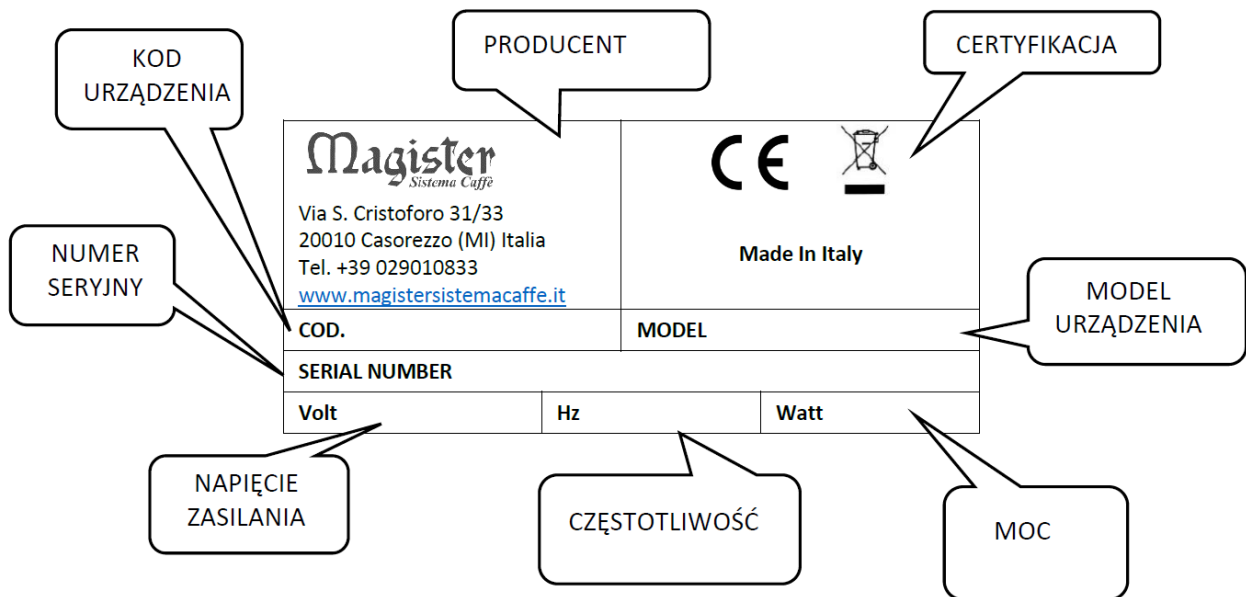 KOD
URZĄDZENIA
PRODUCENT
CERTYFIKACJA
Magister
Sistema Caffè
Via S. Cristoforo 31/33
20010 Casorezzo (MI) Italia
Tel. +39 029010833
www.magistersistemacaffe.it
CE
Made In Italy
NUMER
SERYJNY
MODEL
URZĄDZENIA
COD.
MODEL
SERIAL NUMBER
Volt
Hz
Watt
NAPIĘCIE
ZASILANIA
CZĘSTOTLIWOŚĆ
MOC